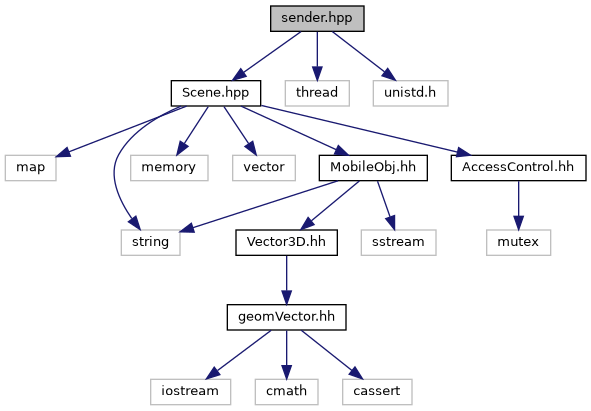 sender.hpp
Scene.hpp
thread
unistd.h
map
memory
vector
MobileObj.hh
AccessControl.hh
string
Vector3D.hh
sstream
mutex
geomVector.hh
iostream
cmath
cassert